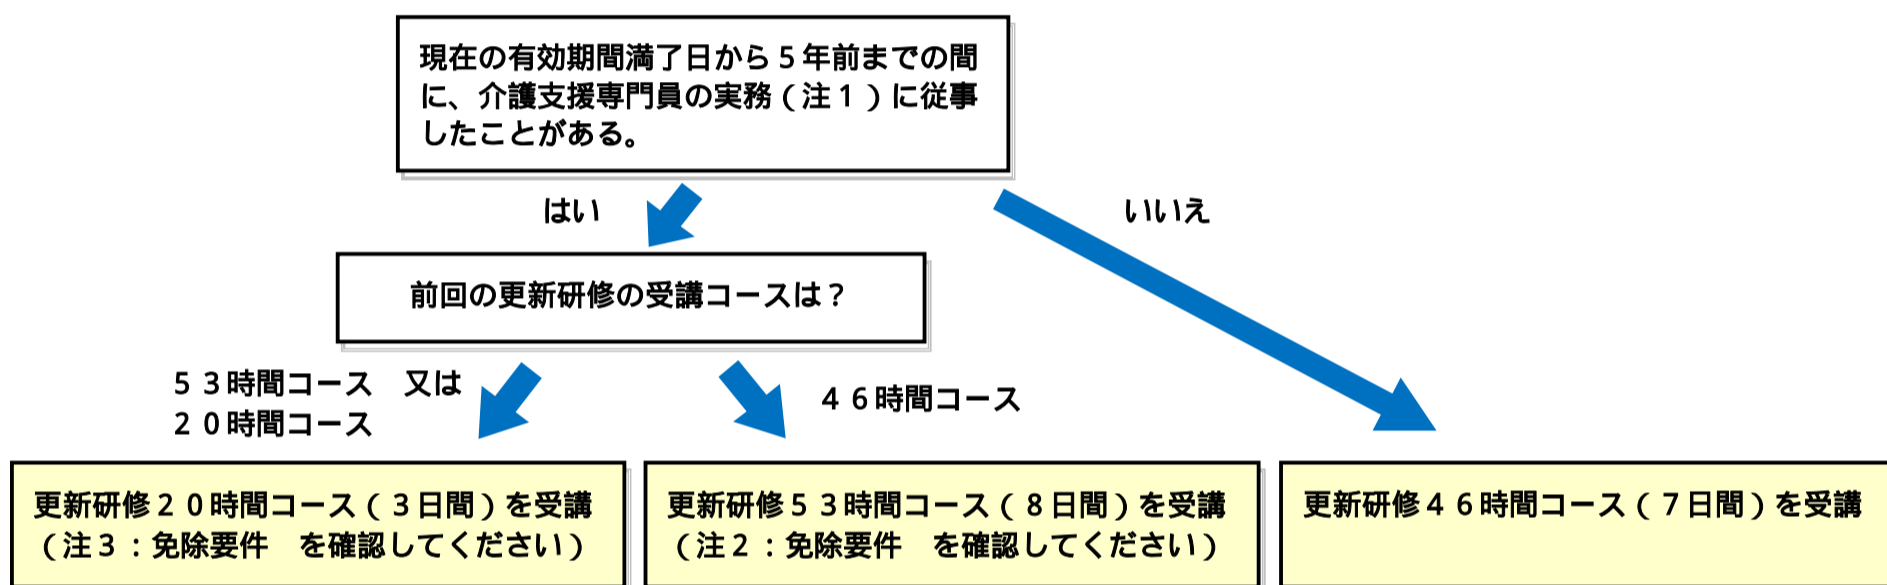 現在の有効期間満了日から5年前までの間
に、介護支援専門員の実務(注1)に従事
したことがある。
はい
いいえ
前回の更新研修の受講コースは?
53時間コース　又は
20時間コース
46時間コース
更新研修20時間コース(3日間)を受講
(注3:免除要件　を確認してください)
更新研修53時間コース(8日間)を受講
(注2:免除要件　を確認してください)
更新研修46時間コース(7日間)を受講